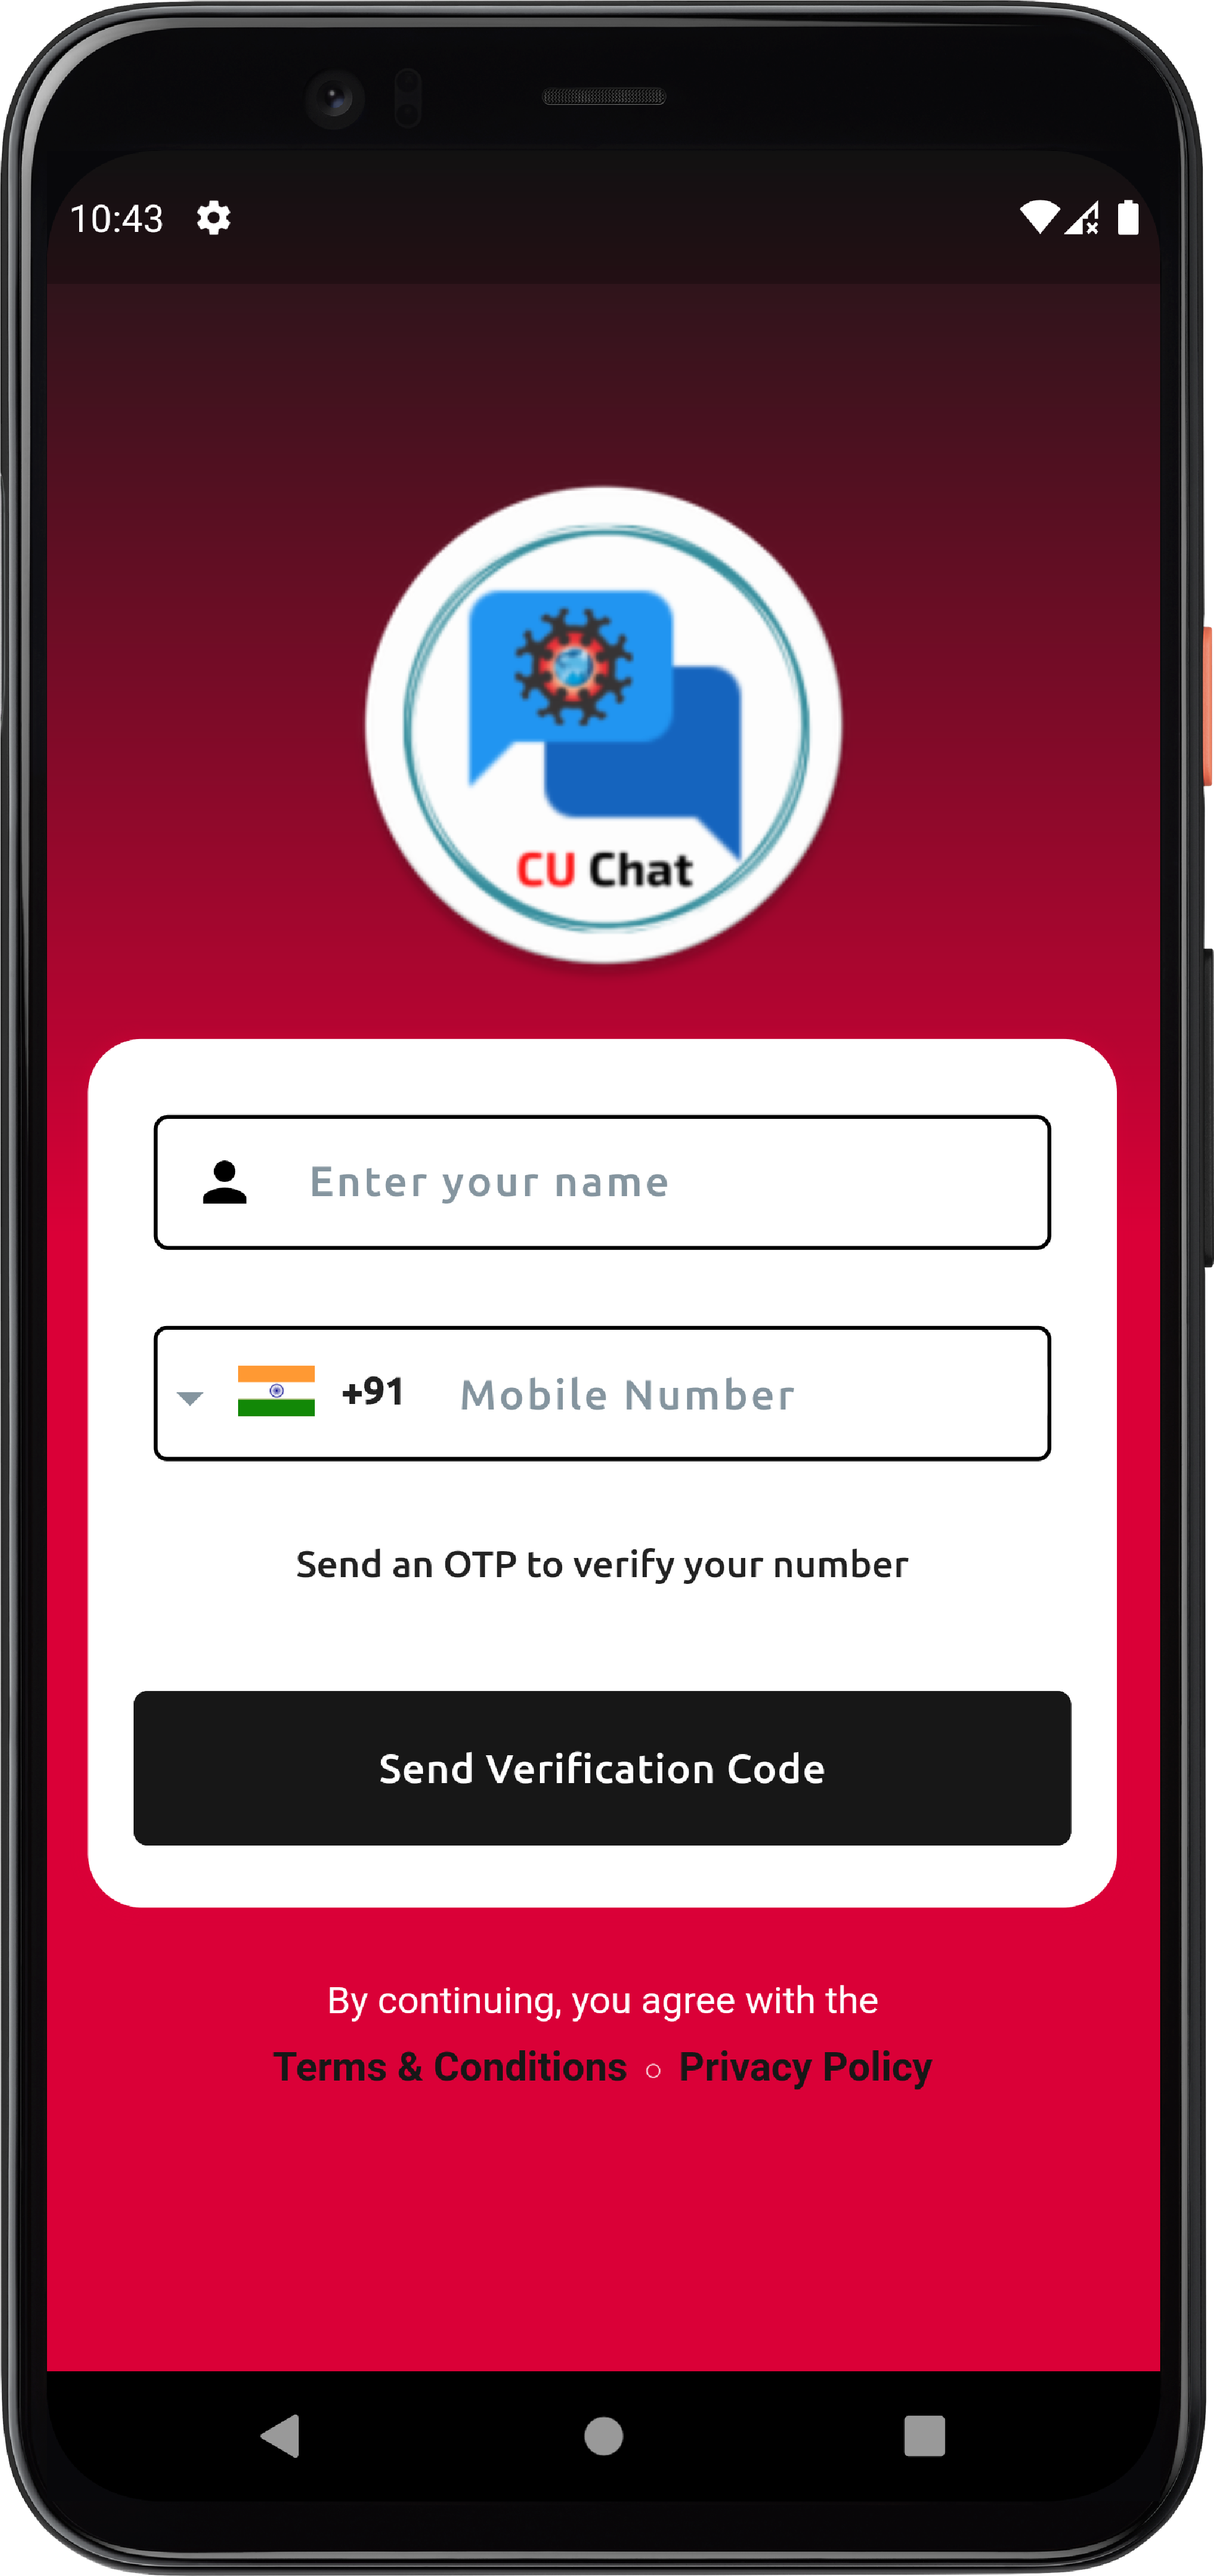 10:43
CU Chat
Enter your name
+91 Mobile Number
Send an OTP to verify your number
Send Verification Code
By continuing, you agree with the
Terms & Conditions ○ Privacy Policy